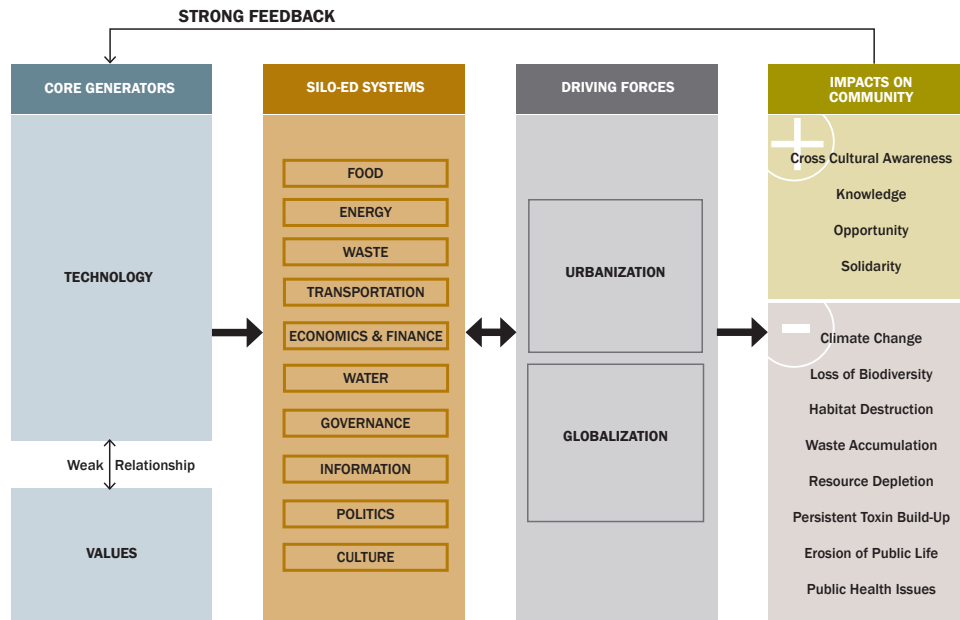 STRONG FEEDBACK
CORE GENERATORS
TECHNOLOGY
Weak Relationship
VALUES
SILO-ED SYSTEMS
FOOD
ENERGY
WASTE
TRANSPORTATION
ECONOMICS & FINANCE
WATER
GOVERNANCE
INFORMATION
POLITICS
CULTURE
DRIVING FORCES
URBANIZATION
GLOBALIZATION
IMPACTS ON
COMMUNITY
+
Cross Cultural Awareness
Knowledge
Opportunity
Solidarity
-
Climate Change
Loss of Biodiversity
Habitat Destruction
Waste Accumulation
Resource Depletion
Persistent Toxin Build-Up
Erosion of Public Life
Public Health Issues